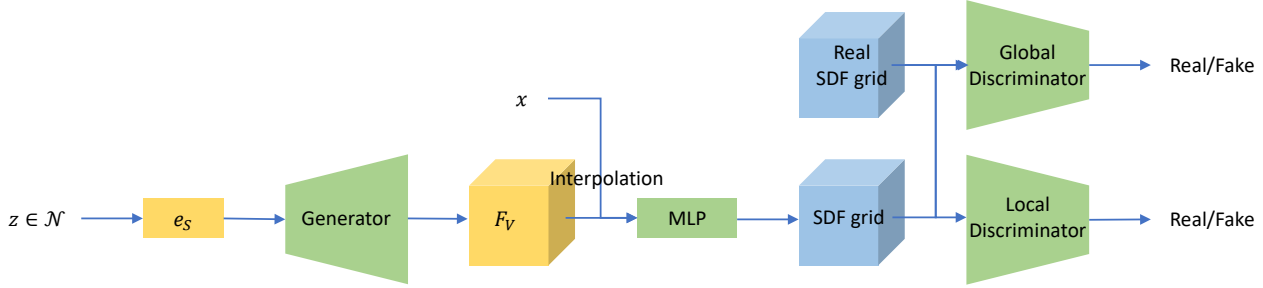 Real
SDF grid
Global
Discriminator
Real/Fake
x
Interpolation
z ∈ 𝒩
e_S
Generator
F_V
MLP
SDF grid
Local
Discriminator
Real/Fake